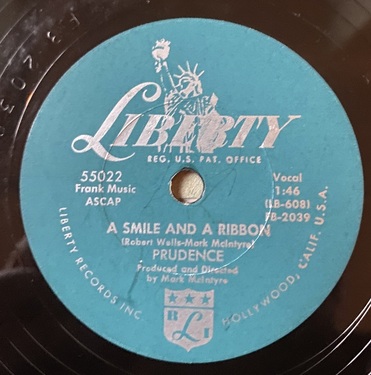 LIBERTY
REG. U.S. PAT. OFFICE
55022
Frank Music
ASCAP
Vocal
1:46
(LB-608)
FB-2039
A SMILE AND A RIBBON
(Robert Wells-Mark McIntyre)
PRUDENCE
Produced and Directed
by Mark McIntyre
LIBERTY RECORDS INC
HOLLYWOOD, CALIF. U.S.A.